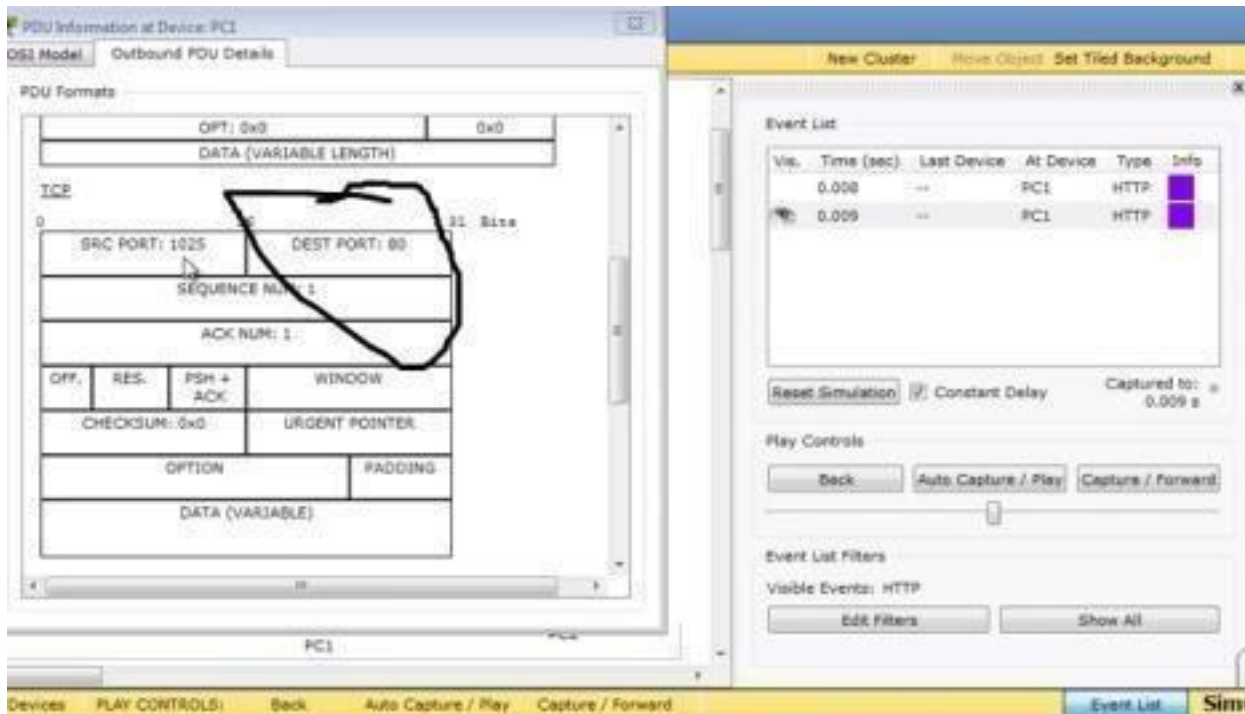 PDU Information at Device: PC1
OSI Model Outbound PDU Details
New Cluster Move Object Set Tiled Background
PDU Formats
OPT: 0x0 0x0
DATA (VARIABLE LENGTH)
TCP
0 16 31 Bits
SRC PORT: 1025 DEST PORT: 80
SEQUENCE NUM: 1
ACK NUM: 1
OFF. RES. PSH + ACK WINDOW
CHECKSUM: 0x0 URGENT POINTER
OPTION PADDING
DATA (VARIABLE)
PC1
Event List
Vis. Time (sec) Last Device At Device Type Info
0.008 -- PC1 HTTP
0.009 -- PC1 HTTP
Reset Simulation Constant Delay Captured to:
0.009 s
Play Controls
Back Auto Capture / Play Capture / Forward
Event List Filters
Visible Events: HTTP
Edit Filters Show All
Devices PLAY CONTROLS: Back Auto Capture / Play Capture / Forward Event List